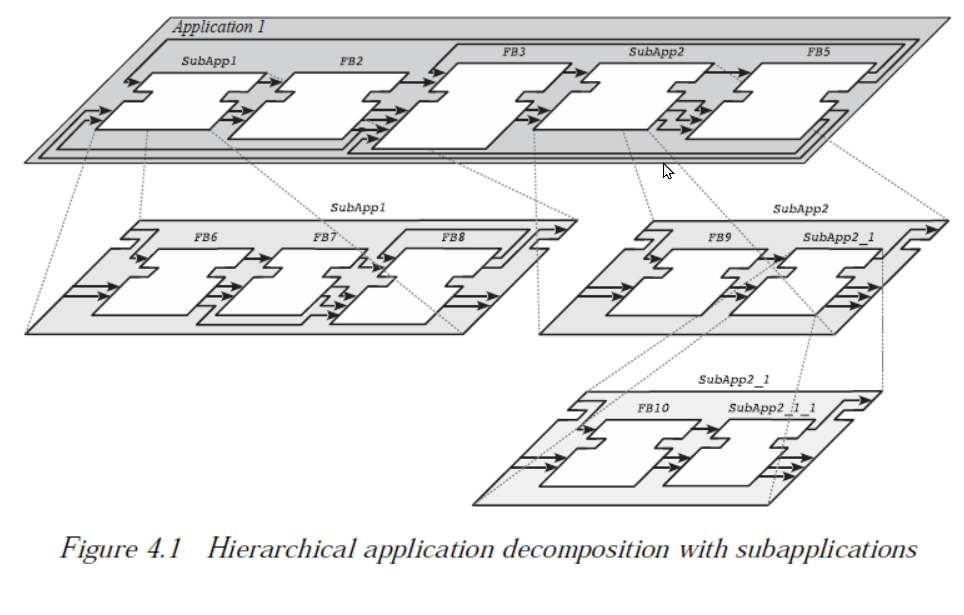 Application 1
SubApp1
FB2
FB3
SubApp2
FB5
SubApp1
FB6
FB7
FB8
SubApp2
FB9
SubApp2_1
SubApp2_1
FB10
SubApp2_1_1
Figure 4.1 Hierarchical application decomposition with subapplications